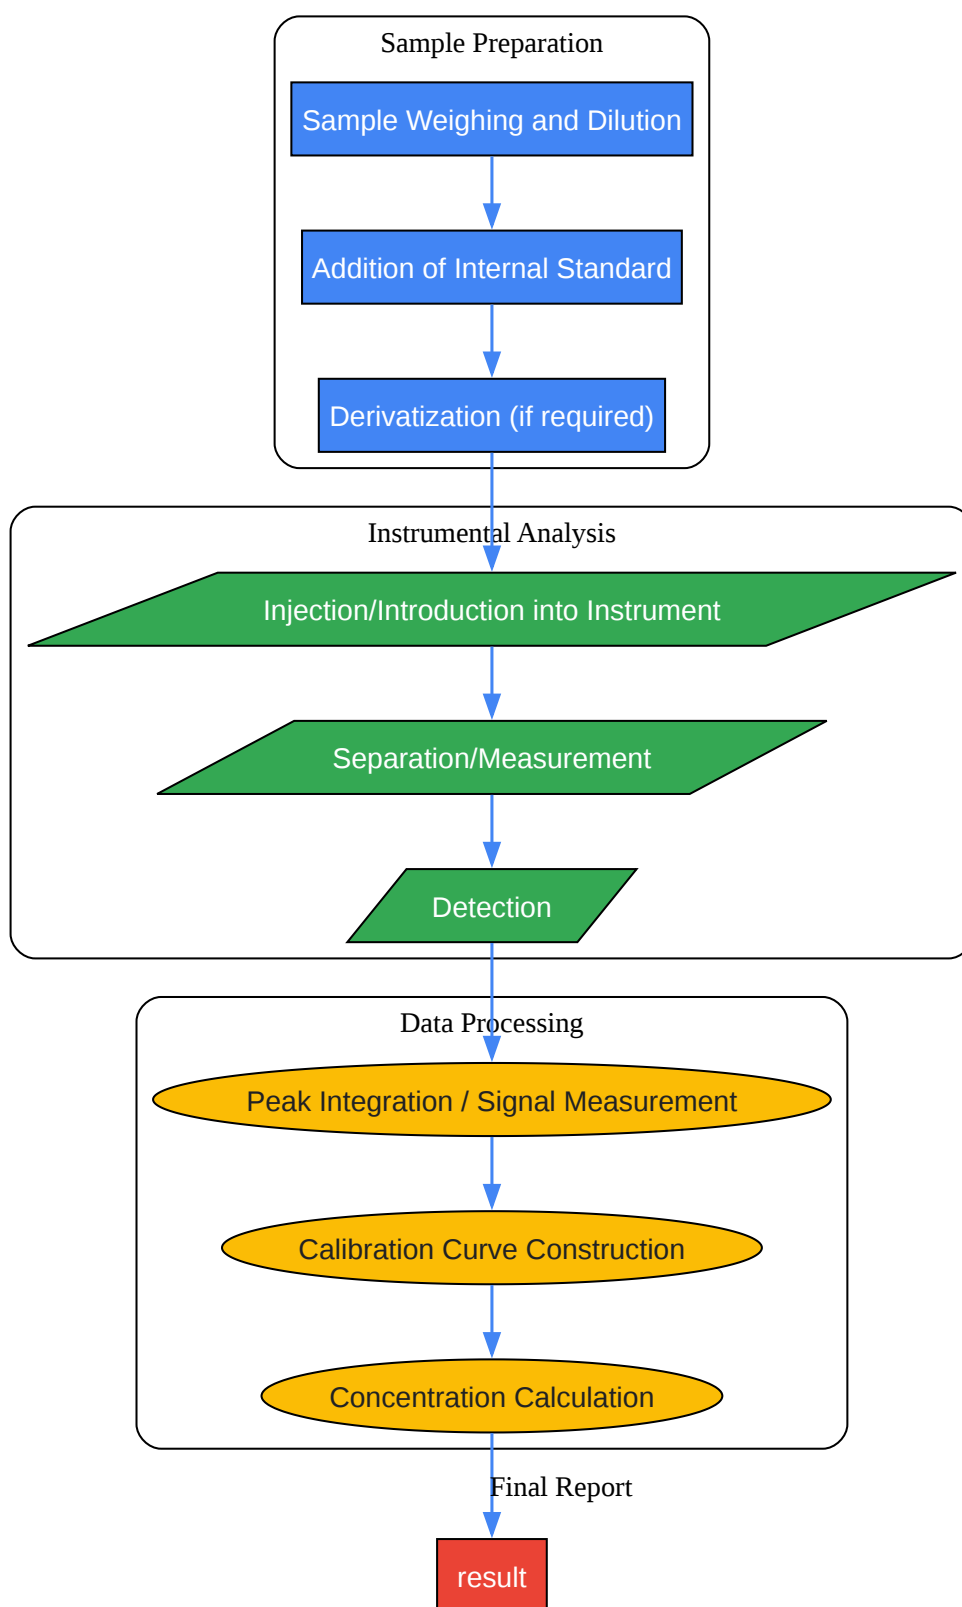 Sample Preparation
Sample Weighing and Dilution
Addition of Internal Standard
Derivatization (if required)
Instrumental Analysis
Injection/Introduction into Instrument
Separation/Measurement
Detection
Data Processing
Peak Integration / Signal Measurement
Calibration Curve Construction
Concentration Calculation
Final Report
result